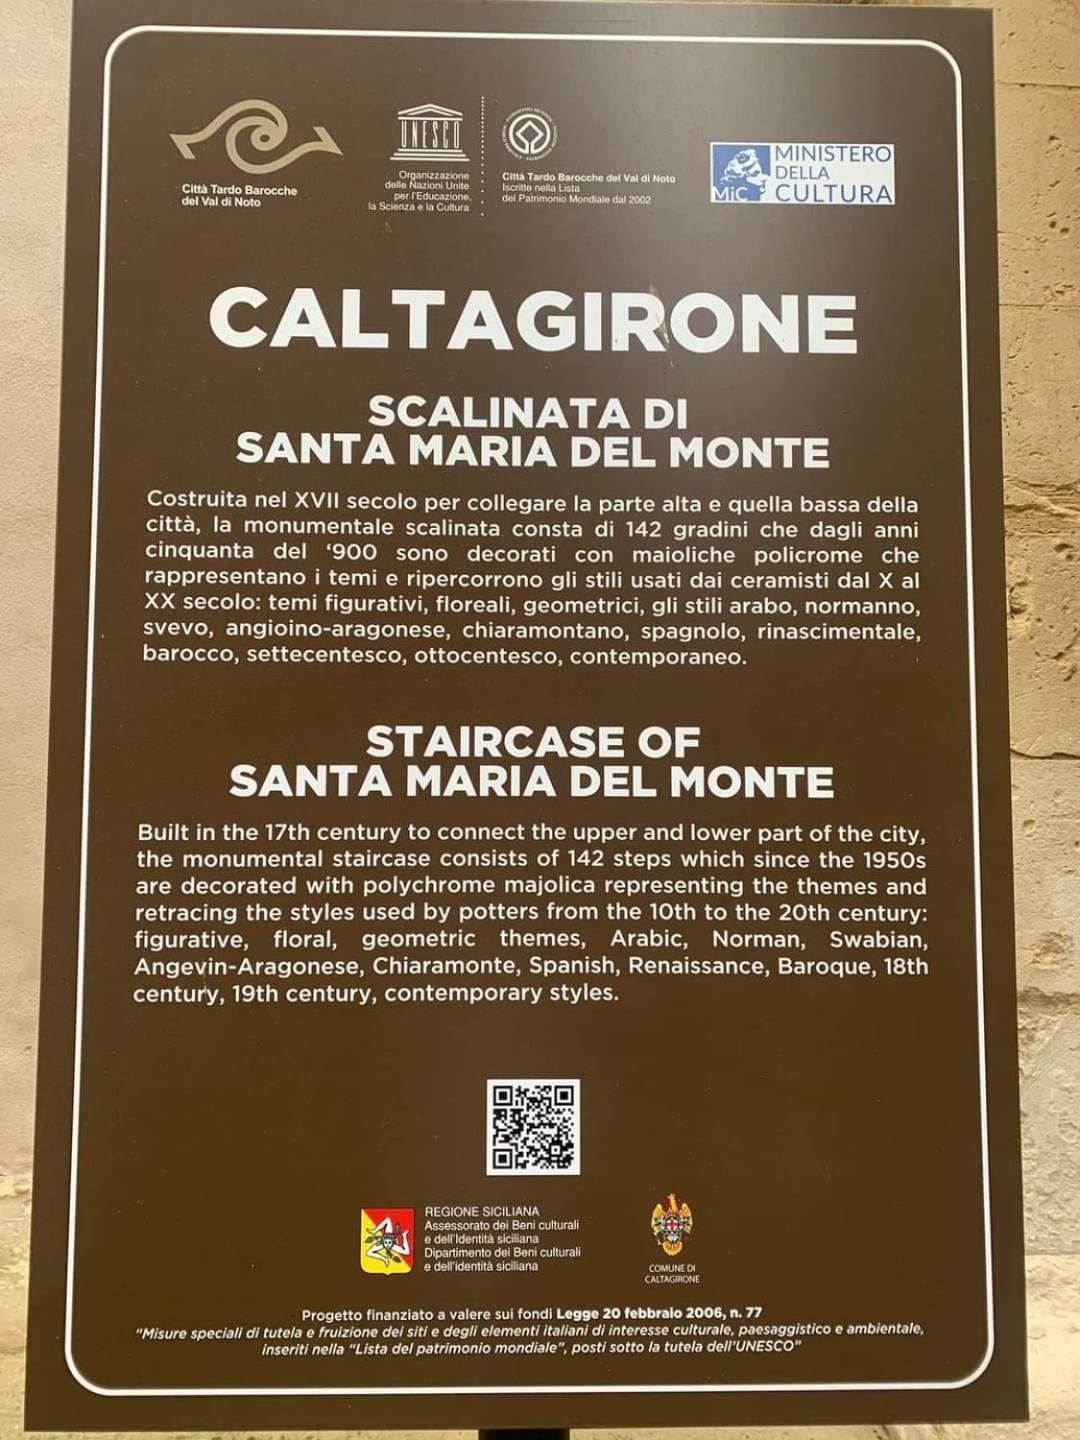 Città Tardo Barocche
del Val di Noto
UNESCO
Organizzazione
delle Nazioni Unite
per l'Educazione,
la Scienza e la Cultura
Città Tardo Barocche del Val di Noto
Iscritte nella Lista
del Patrimonio Mondiale dal 2002
MiC
MINISTERO
DELLA
CULTURA
CALTAGIRONE
SCALINATA DI
SANTA MARIA DEL MONTE
Costruita nel XVII secolo per collegare la parte alta e quella bassa della
città, la monumentale scalinata consta di 142 gradini che dagli anni
cinquanta del ‘900 sono decorati con maioliche policrome che
rappresentano i temi e ripercorrono gli stili usati dai ceramisti dal X al
XX secolo: temi figurativi, floreali, geometrici, gli stili arabo, normanno,
svevo, angioino-aragonese, chiaramontano, spagnolo, rinascimentale,
barocco, settecentesco, ottocentesco, contemporaneo.
STAIRCASE OF
SANTA MARIA DEL MONTE
Built in the 17th century to connect the upper and lower part of the city,
the monumental staircase consists of 142 steps which since the 1950s
are decorated with polychrome majolica representing the themes and
retracing the styles used by potters from the 10th to the 20th century:
figurative, floral, geometric themes, Arabic, Norman, Swabian,
Angevin-Aragonese, Chiaramonte, Spanish, Renaissance, Baroque, 18th
century, 19th century, contemporary styles.
REGIONE SICILIANA
Assessorato dei Beni culturali
e dell'Identità siciliana
Dipartimento dei Beni culturali
e dell'identità siciliana
COMUNE DI
CALTAGIRONE
Progetto finanziato a valere sui fondi Legge 20 febbraio 2006, n. 77
“Misure speciali di tutela e fruizione dei siti e degli elementi italiani di interesse culturale, paesaggistico e ambientale,
inseriti nella “Lista del patrimonio mondiale”, posti sotto la tutela dell'UNESCO”